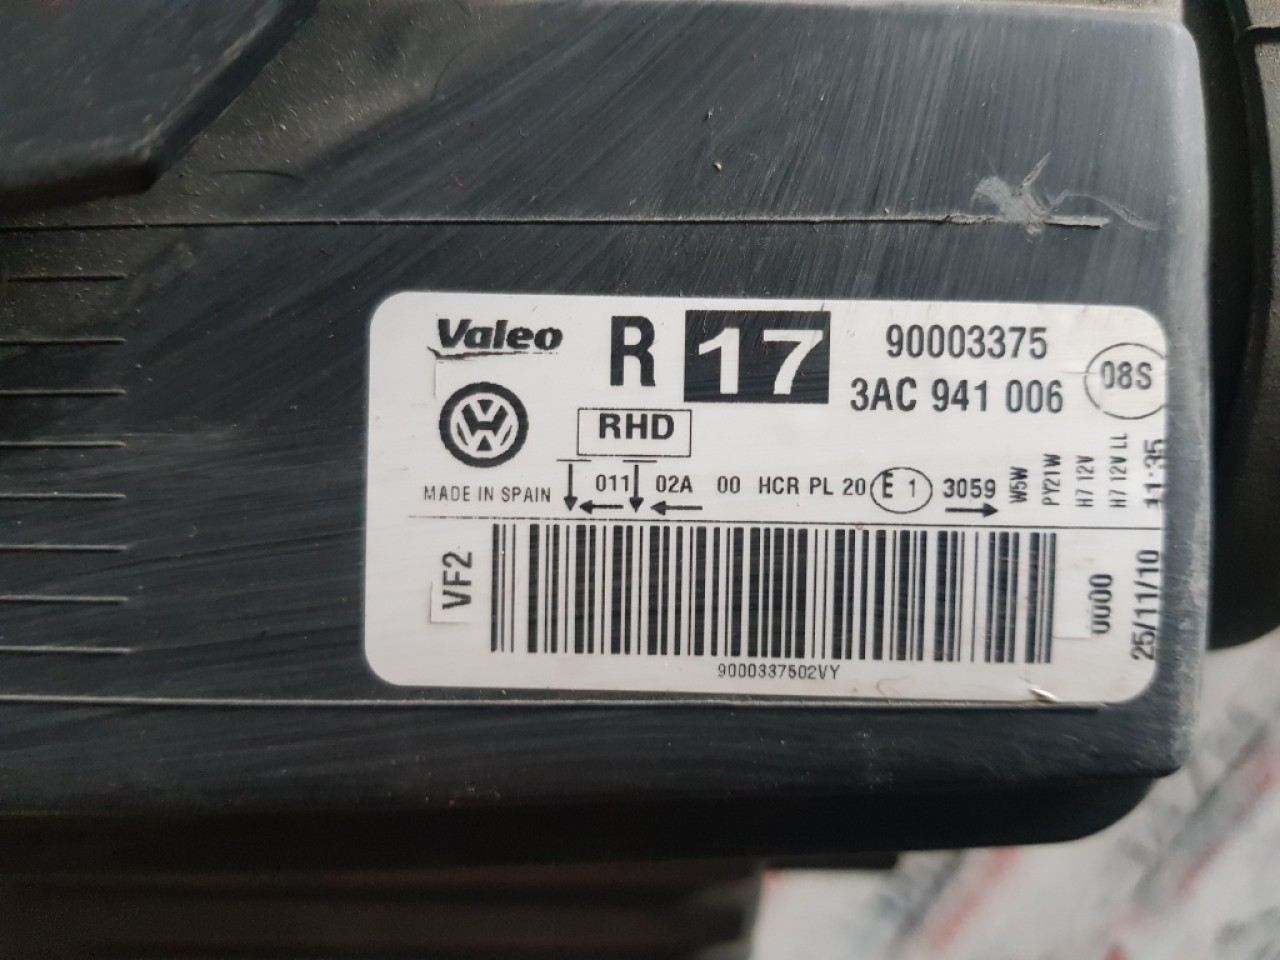 Valeo R 17 90003375
3AC 941 006 08S
RHD
MADE IN SPAIN 011 02A 00 HCR PL 20 E 1 3059
W5W
PY21W
H7 12V
H7 12V LL
11:35
VF2
0000
25/11/10
9000337502VY